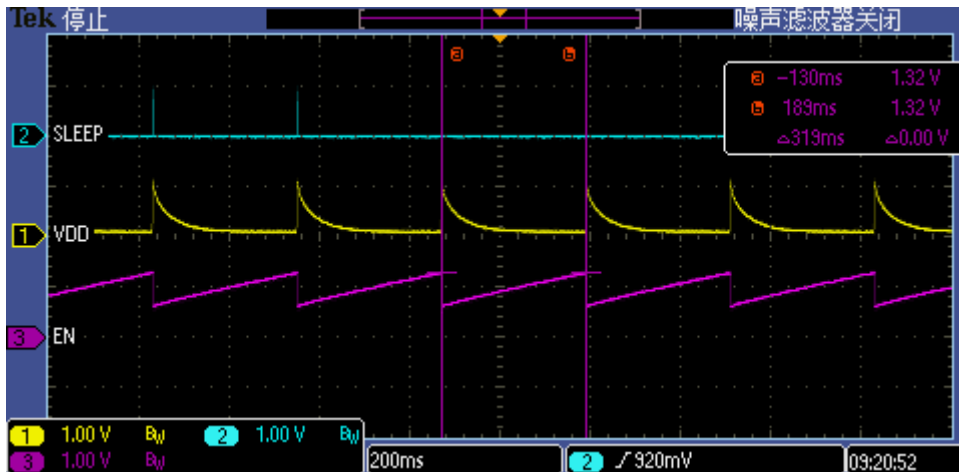 Tek 停止 噪声滤波器关闭
a b
a -130ms 1.32 V
b 189ms 1.32 V
△319ms △0.00 V
2 SLEEP
1 VDD
3 EN
1 1.00 V BW 2 1.00 V BW
3 1.00 V BW 200ms 2 920mV 09:20:52